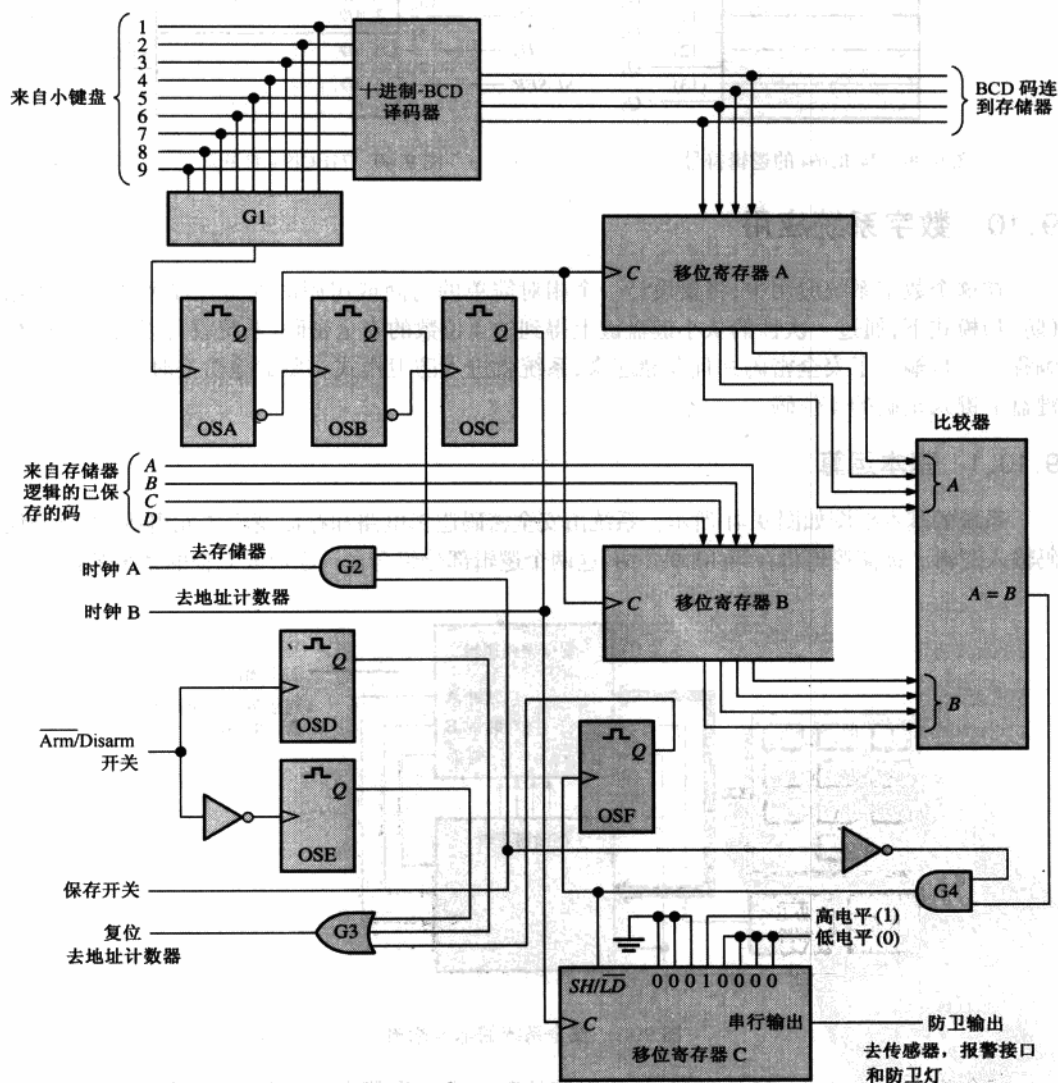 1
2
3
4
5
6
7
8
9
来自小键盘
十进制-BCD
译码器
BCD 码连
到存储器
G1
C
移位寄存器 A
Q
OSA
Q
OSB
Q
OSC
比较器
来自存储器
逻辑的已保
存的码
A
B
C
D
A
去存储器
时钟 A
G2
去地址计数器
时钟 B
C
移位寄存器 B
A = B
Q
OSD
B
Arm/Disarm
开关
Q
OSE
Q
OSF
保存开关
G4
复位
去地址计数器
G3
高电平(1)
低电平(0)
SH/LD
0 0 0 1 0 0 0 0
C
串行输出
移位寄存器 C
防卫输出
去传感器，报警接口
和防卫灯